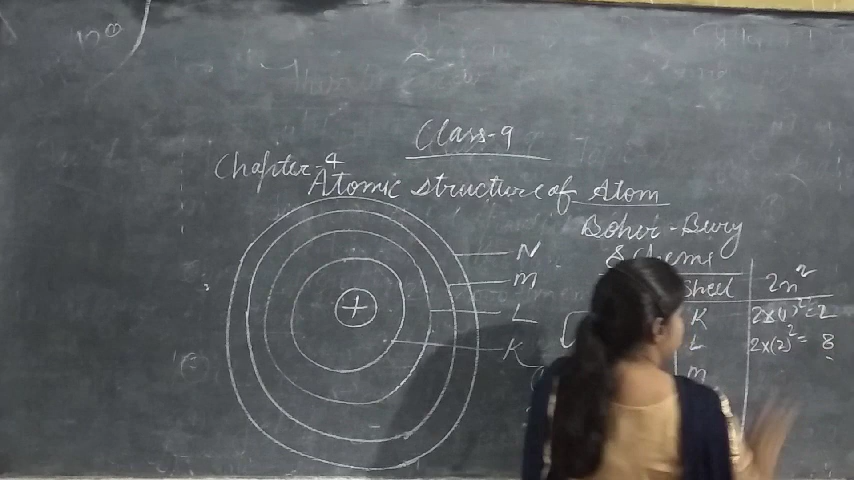 Class-9
Chapter-4
Atomic structure of Atom
Boher-Bury
Scheme
N
M
L
K
Shell 2n²
K 2×(1)²=2
L 2×(2)²= 8
M